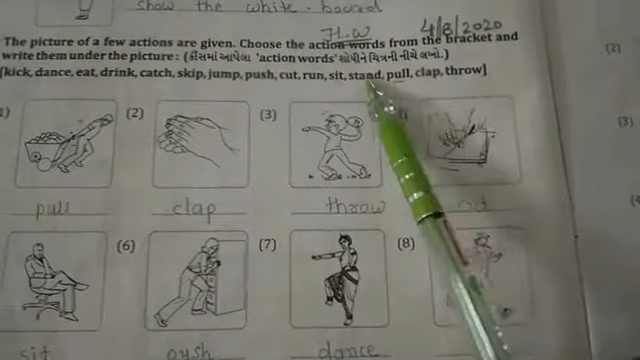 show the white-board
H.W 4/8/2020
The picture of a few actions are given. Choose the action words from the bracket and
write them under the picture : (કૌંસમાં આપેલા 'action words' શોધીને ચિત્રની નીચે લખો.)
[kick, dance, eat, drink, catch, skip, jump, push, cut, run, sit, stand, pull, clap, throw]
(2)
1) (2) (3)
(3)
pull clap throw
(6) (7) (8)
sit push dance